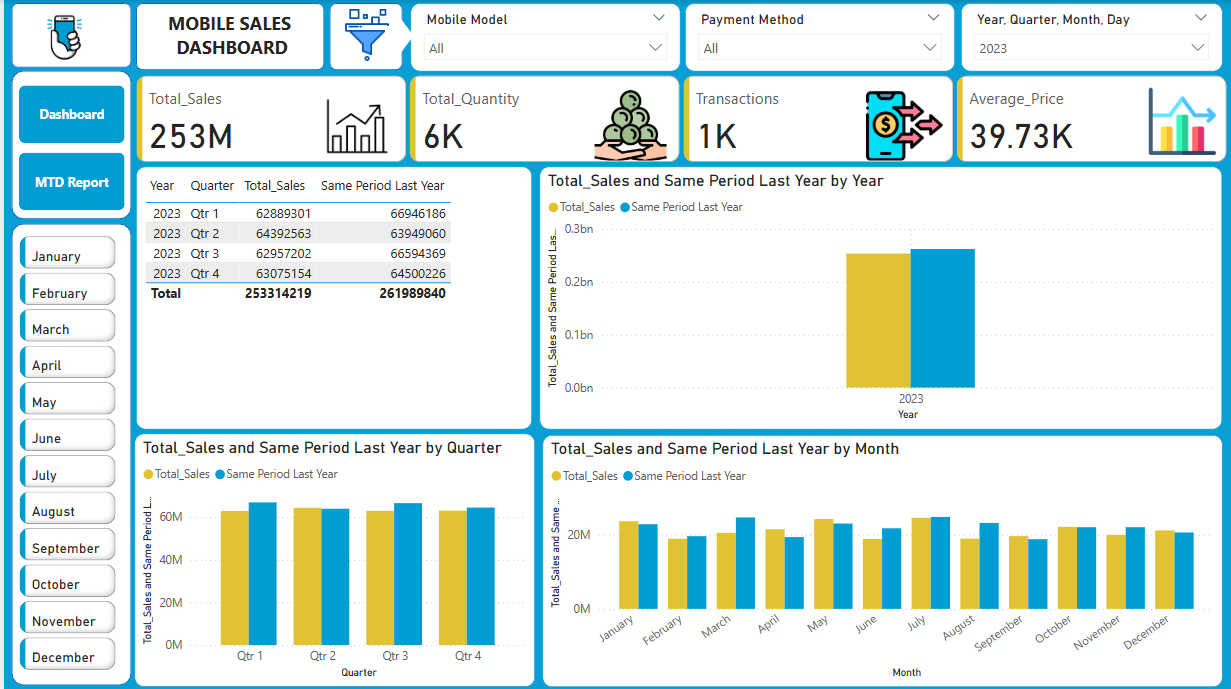 MOBILE SALES
DASHBOARD
Mobile Model
All
Payment Method
All
Year, Quarter, Month, Day
2023
Dashboard
MTD Report
Total_Sales
253M
Total_Quantity
6K
Transactions
1K
$
Average_Price
39.73K
January
February
March
April
May
June
July
August
September
October
November
December
Year Quarter Total_Sales Same Period Last Year
2023 Qtr 1 62889301 66946186
2023 Qtr 2 64392563 63949060
2023 Qtr 3 62957202 66594369
2023 Qtr 4 63075154 64500226
Total 253314219 261989840
Total_Sales and Same Period Last Year by Year
Total_Sales Same Period Last Year
Total_Sales and Same Period Las...
0.3bn
0.2bn
0.1bn
0.0bn
2023
Year
Total_Sales and Same Period Last Year by Quarter
Total_Sales Same Period Last Year
Total_Sales and Same Period L...
60M
40M
20M
0M
Qtr 1 Qtr 2 Qtr 3 Qtr 4
Quarter
Total_Sales and Same Period Last Year by Month
Total_Sales Same Period Last Year
Total_Sales and Same ...
20M
0M
January February March April May June July August September October November December
Month